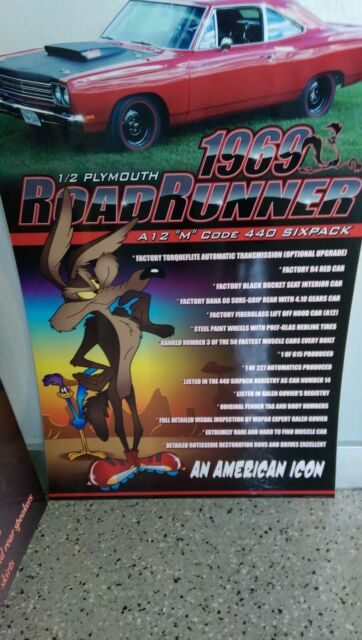 1/2 PLYMOUTH
1969
ROADRUNNER
A12 "M" CODE 440 SIXPACK
* FACTORY TORQUEFLITE AUTOMATIC TRANSMISSION (OPTIONAL UPGRADE)
* FACTORY R4 RED CAR
* FACTORY BLACK BUCKET SEAT INTERIOR CAR
* FACTORY DANA 60 SURE-GRIP REAR WITH 4.10 GEARS CAR
* FACTORY FIBERGLASS LIFT OFF HOOD CAR (A12)
* STEEL PAINT WHEELS WITH POLY-GLAS REDLINE TIRES
* RANKED NUMBER 3 OF THE 50 FASTEST MUSCLE CARS EVERY BUILT
* 1 OF 615 PRODUCED
* 1 OF 227 AUTOMATICS PRODUCED
* LISTED IN THE 440 SIXPACK REGISTRY AS CAR NUMBER 14
* LISTED IN GALEN GOVIER'S REGISTRY
* ORIGINAL FENDER TAG AND BODY NUMBERS
* FULL DETAILED VISUAL INSPECTION BY MOPAR EXPERT GALEN GOVIER
* EXTREMELY RARE AND HARD TO FIND MUSCLE CAR
* DETAILED ROTISSERIE RESTORATION RUNS AND DRIVES EXCELLENT
AN AMERICAN ICON
rear speakers
skirts